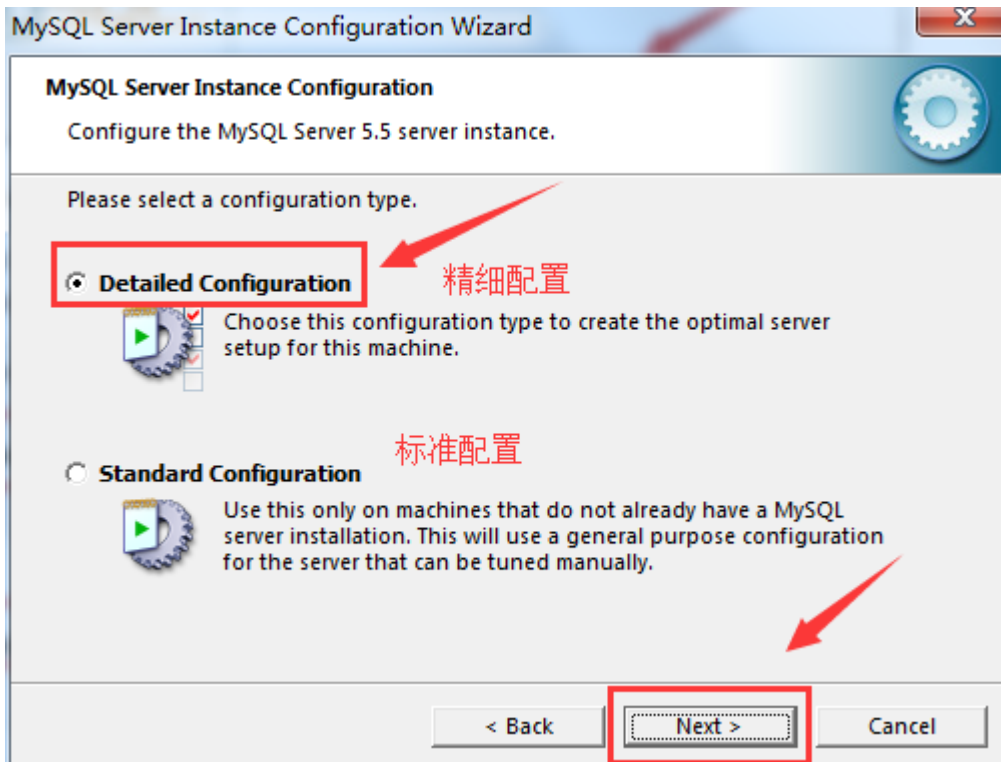 MySQL Server Instance Configuration Wizard
MySQL Server Instance Configuration
Configure the MySQL Server 5.5 server instance.
Please select a configuration type.
Detailed Configuration
精细配置
Choose this configuration type to create the optimal server
setup for this machine.
标准配置
Standard Configuration
Use this only on machines that do not already have a MySQL
server installation. This will use a general purpose configuration
for the server that can be tuned manually.
< Back
Next >
Cancel